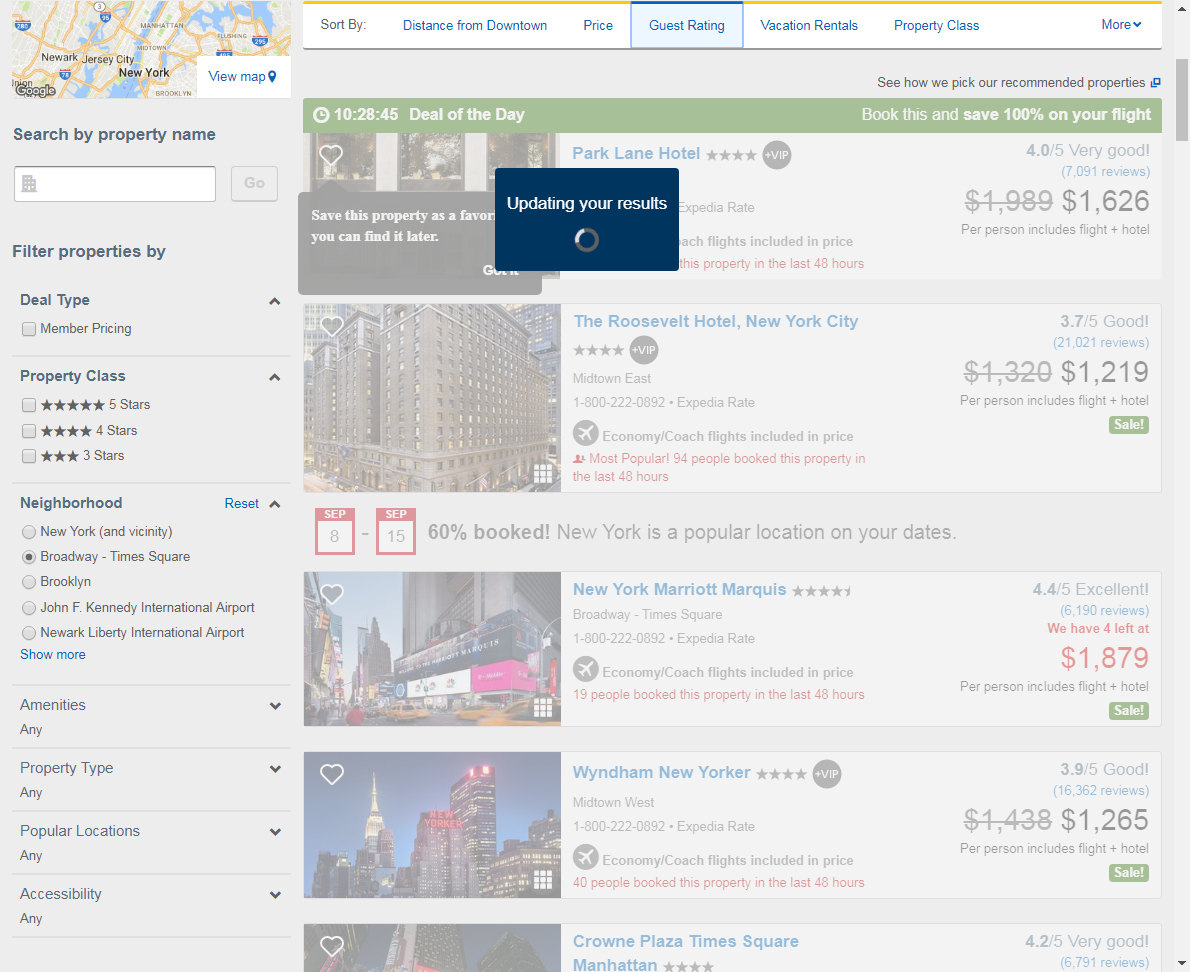 Sort By:
Distance from Downtown
Price
Guest Rating
Vacation Rentals
Property Class
More
MANHATTAN
FLUSHING
MIDTOWN
Newark
Jersey City
New York
BROOKLYN
Google
View map
See how we pick our recommended properties
Search by property name
Go
Filter properties by
Deal Type
Member Pricing
Property Class
5 Stars
4 Stars
3 Stars
Neighborhood
Reset
New York (and vicinity)
Broadway - Times Square
Brooklyn
John F. Kennedy International Airport
Newark Liberty International Airport
Show more
Amenities
Any
Property Type
Any
Popular Locations
Any
Accessibility
Any
10:28:45 Deal of the Day
Book this and save 100% on your flight
Park Lane Hotel +VIP
4.0/5 Very good!
(7,091 reviews)
$1,989 $1,626
Per person includes flight + hotel
Save this property as a favor
you can find it later.
Got it
Updating your results
Expedia Rate
Coach flights included in price
this property in the last 48 hours
The Roosevelt Hotel, New York City
+VIP
Midtown East
1-800-222-0892 • Expedia Rate
Economy/Coach flights included in price
Most Popular! 94 people booked this property in
the last 48 hours
3.7/5 Good!
(21,021 reviews)
$1,320 $1,219
Per person includes flight + hotel
Sale!
SEP
8
-
SEP
15
60% booked! New York is a popular location on your dates.
New York Marriott Marquis
Broadway - Times Square
1-800-222-0892 • Expedia Rate
Economy/Coach flights included in price
19 people booked this property in the last 48 hours
4.4/5 Excellent!
(6,190 reviews)
We have 4 left at
$1,879
Per person includes flight + hotel
Sale!
NEW
YORKER
Wyndham New Yorker +VIP
Midtown West
1-800-222-0892 • Expedia Rate
Economy/Coach flights included in price
40 people booked this property in the last 48 hours
3.9/5 Good!
(16,362 reviews)
$1,438 $1,265
Per person includes flight + hotel
Sale!
Crowne Plaza Times Square
Manhattan
4.2/5 Very good!
(6,791 reviews)